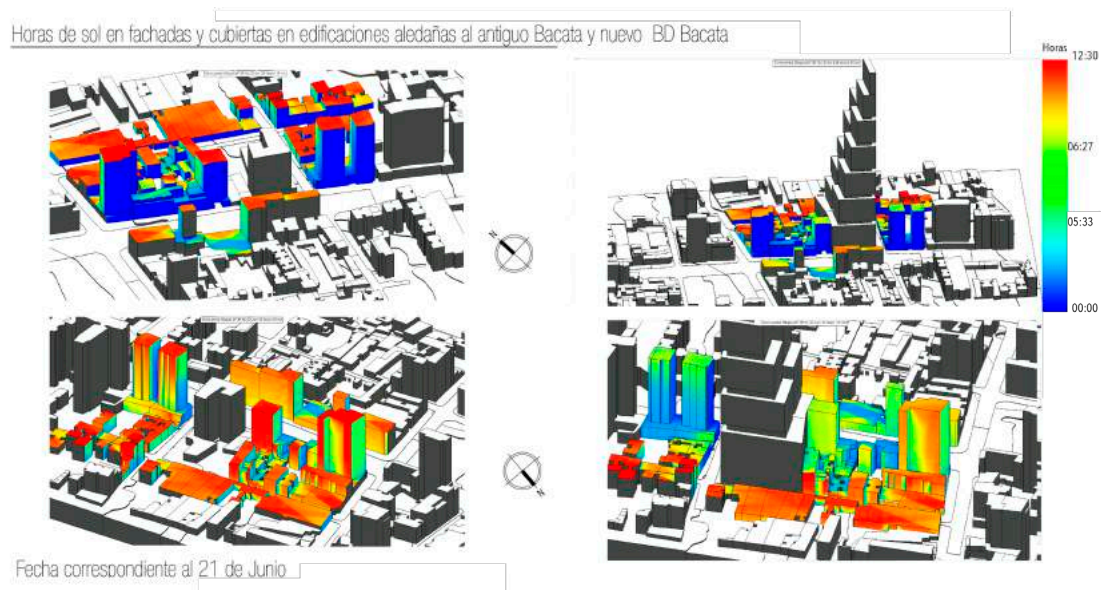 Horas de sol en fachadas y cubiertas en edificaciones aledañas al antiguo Bacata y nuevo BD Bacata
Horas
12:30
06:27
05:33
00:00
N
N
Fecha correspondiente al 21 de Junio